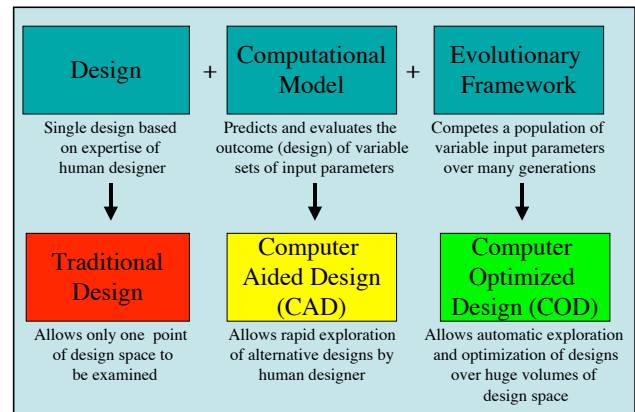 Design
+
Computational
Model
+
Evolutionary
Framework
Single design based
on expertise of
human designer
Predicts and evaluates the
outcome (design) of variable
sets of input parameters
Competes a population of
variable input parameters
over many generations
Traditional
Design
Computer
Aided Design
(CAD)
Computer
Optimized
Design (COD)
Allows only one point
of design space to
be examined
Allows rapid exploration
of alternative designs by
human designer
Allows automatic exploration
and optimization of designs
over huge volumes of
design space